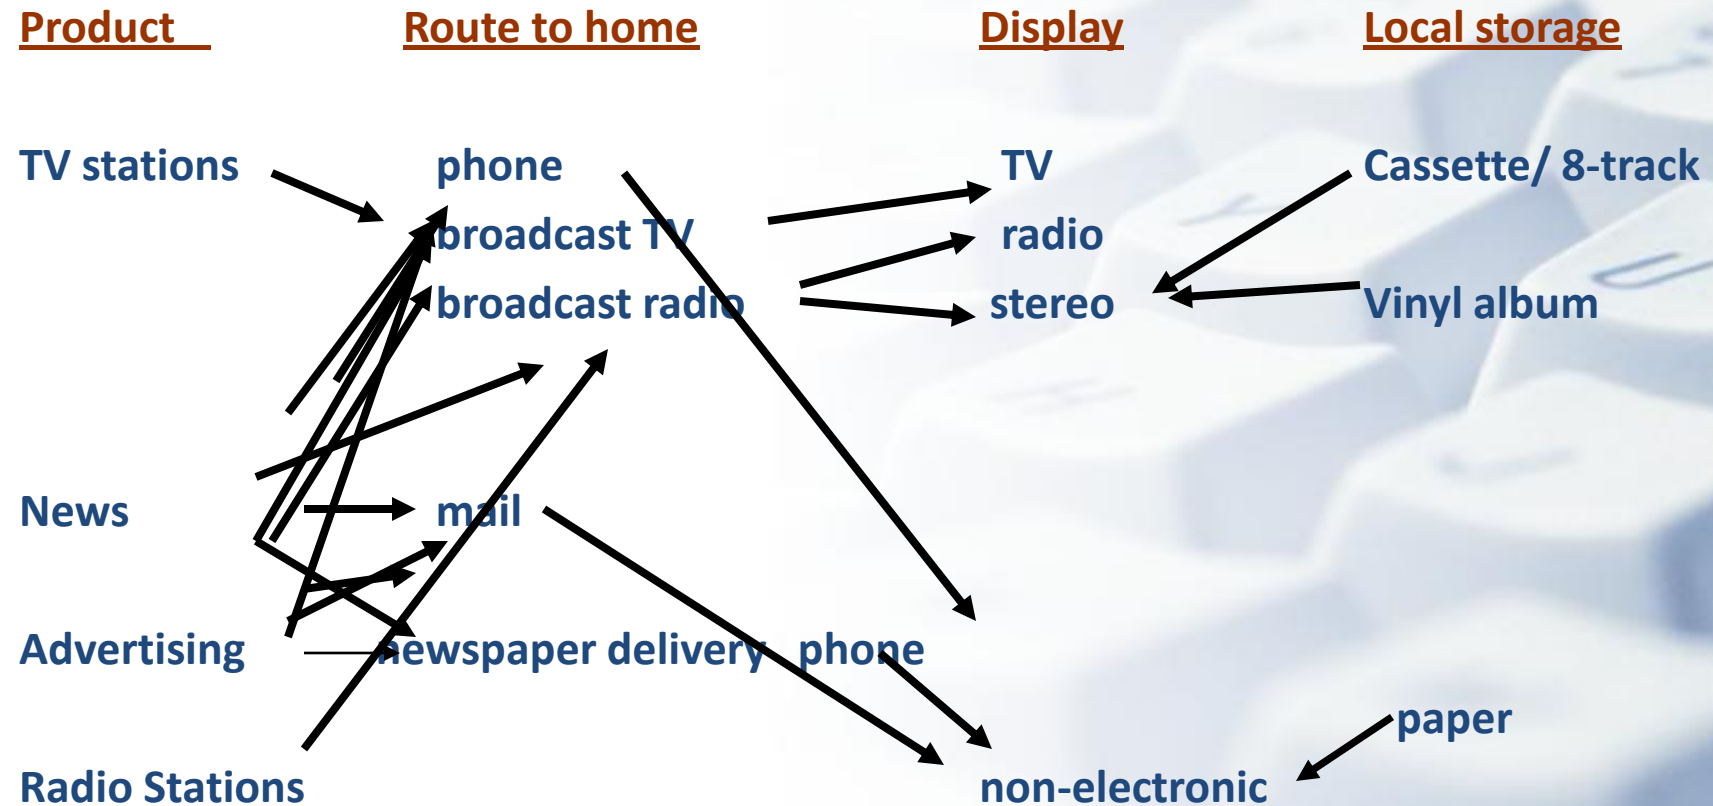 Product Route to home Display Local storage
TV stations phone TV Cassette/ 8-track
broadcast TV radio
broadcast radio stereo Vinyl album
News mail
Advertising newspaper delivery phone
paper
Radio Stations non-electronic